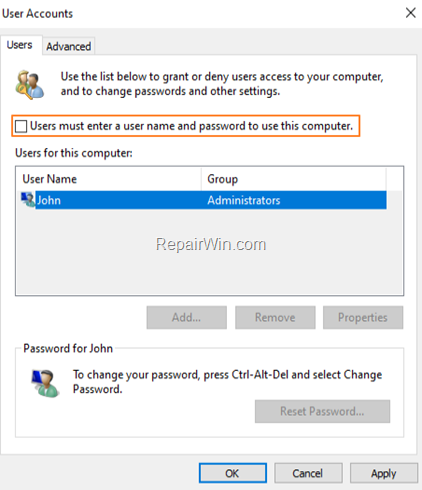 User Accounts
Users
Advanced
Use the list below to grant or deny users access to your computer,
and to change passwords and other settings.
Users must enter a user name and password to use this computer.
Users for this computer:
User Name Group
John Administrators
RepairWin.com
Add... Remove Properties
Password for John
To change your password, press Ctrl-Alt-Del and select Change
Password.
Reset Password...
OK Cancel Apply